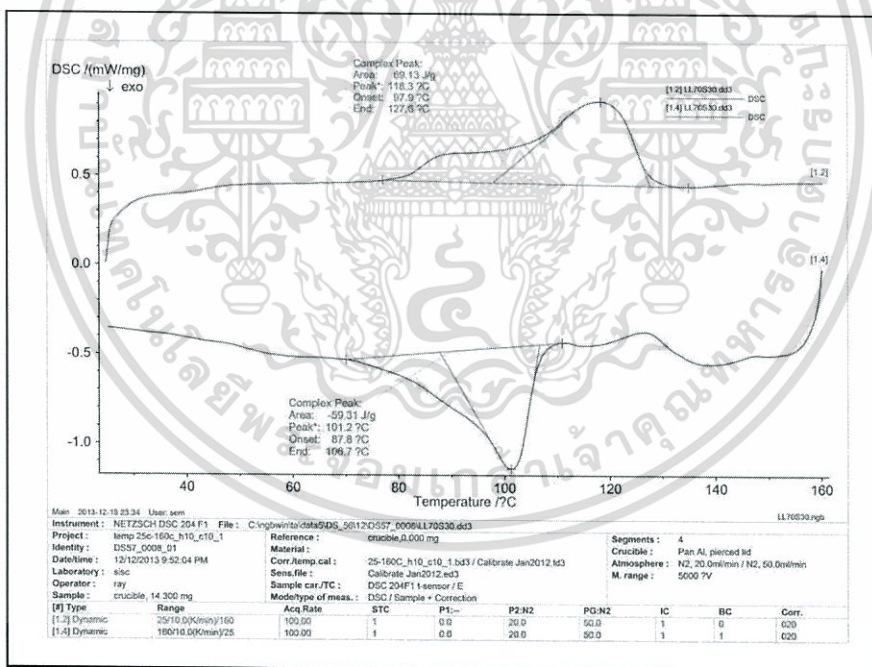 DSC /(mW/mg)
↓ exo
Complex Peak:
Area: 69.13 J/g
Peak*: 118.3 ?C
Onset: 97.9 ?C
End: 127.6 ?C
[1.2] LL70S30.dd3
DSC
[1.4] LL70S30.dd3
DSC
0.5
[1.2]
0.0
[1.4]
-0.5
Complex Peak:
Area: -59.31 J/g
Peak*: 101.2 ?C
Onset: 87.8 ?C
End: 106.7 ?C
-1.0
40 60 80 100 120 140 160
Temperature /?C
Main 2013-12-13 23:34 User: sem
LL70S30.ngb
Instrument : NETZSCH DSC 204 F1 File : C:\ngbwin\ta\data5\DS_56\12\DS57_0008\LL70S30.dd3
Project : temp 25c-160c_h10_c10_1 Reference : crucible,0.000 mg Segments : 4
Identity : DS57_0008_01 Material : Crucible : Pan Al, pierced lid
Date/time : 12/12/2013 9:52:04 PM Corr./temp.cal : 25-160C_h10_c10_1.bd3 / Calibrate Jan2012.td3 Atmosphere : N2, 20.0ml/min / N2, 50.0ml/min
Laboratory : sisc Sens.file : Calibrate Jan2012.ed3 M. range : 5000 ?V
Operator : ray Sample car./TC : DSC 204F1 t-sensor / E
Sample : crucible, 14.300 mg Mode/type of meas. : DSC / Sample + Correction
[#] Type Range Acq.Rate STC P1:-- P2:N2 PG:N2 IC BC Corr.
[1.2] Dynamic 25/10.0(K/min)/160 100.00 1 0.0 20.0 50.0 1 0 020
[1.4] Dynamic 160/10.0(K/min)/25 100.00 1 0.0 20.0 50.0 1 1 020